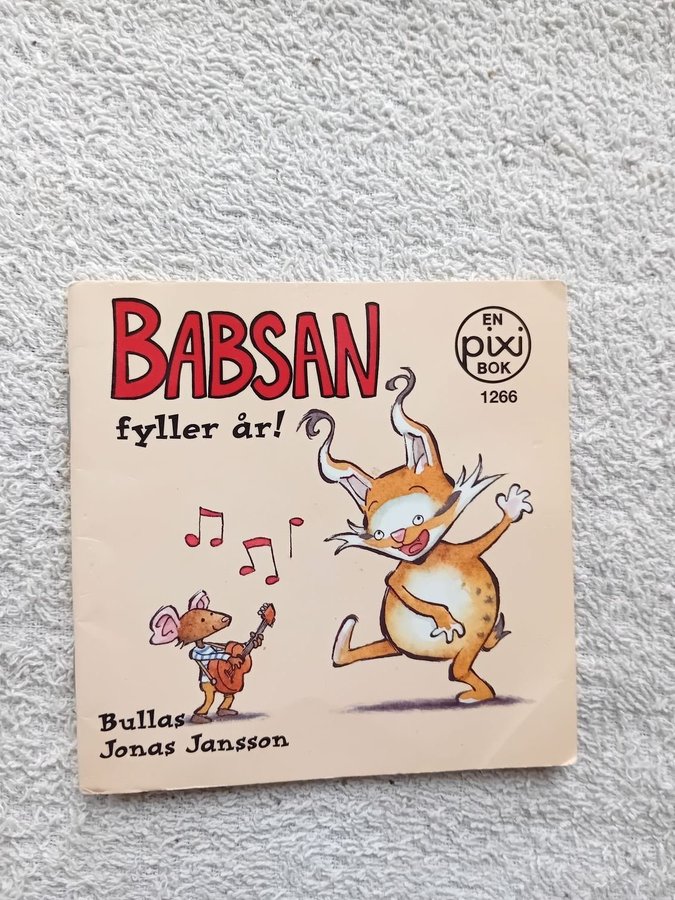 BABSAN
fyller år!
EN
pixi
BOK
1266
Bullas
Jonas Jansson